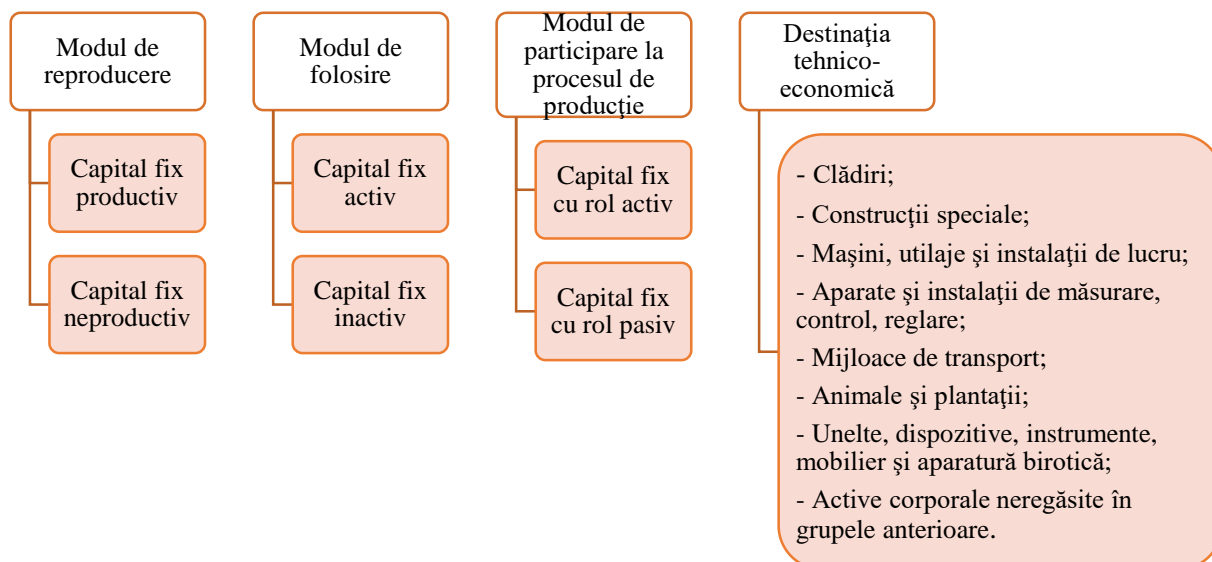 Modul de
reproducere
Capital fix
productiv
Capital fix
neproductiv
Modul de
folosire
Capital fix
activ
Capital fix
inactiv
Modul de
participare la
procesul de
producţie
Capital fix
cu rol activ
Capital fix
cu rol pasiv
Destinaţia
tehnico-
economică
- Clădiri;
- Construcţii speciale;
- Maşini, utilaje şi instalaţii de lucru;
- Aparate şi instalaţii de măsurare,
control, reglare;
- Mijloace de transport;
- Animale şi plantaţii;
- Unelte, dispozitive, instrumente,
mobilier şi aparatură birotică;
- Active corporale neregăsite în
grupele anterioare.